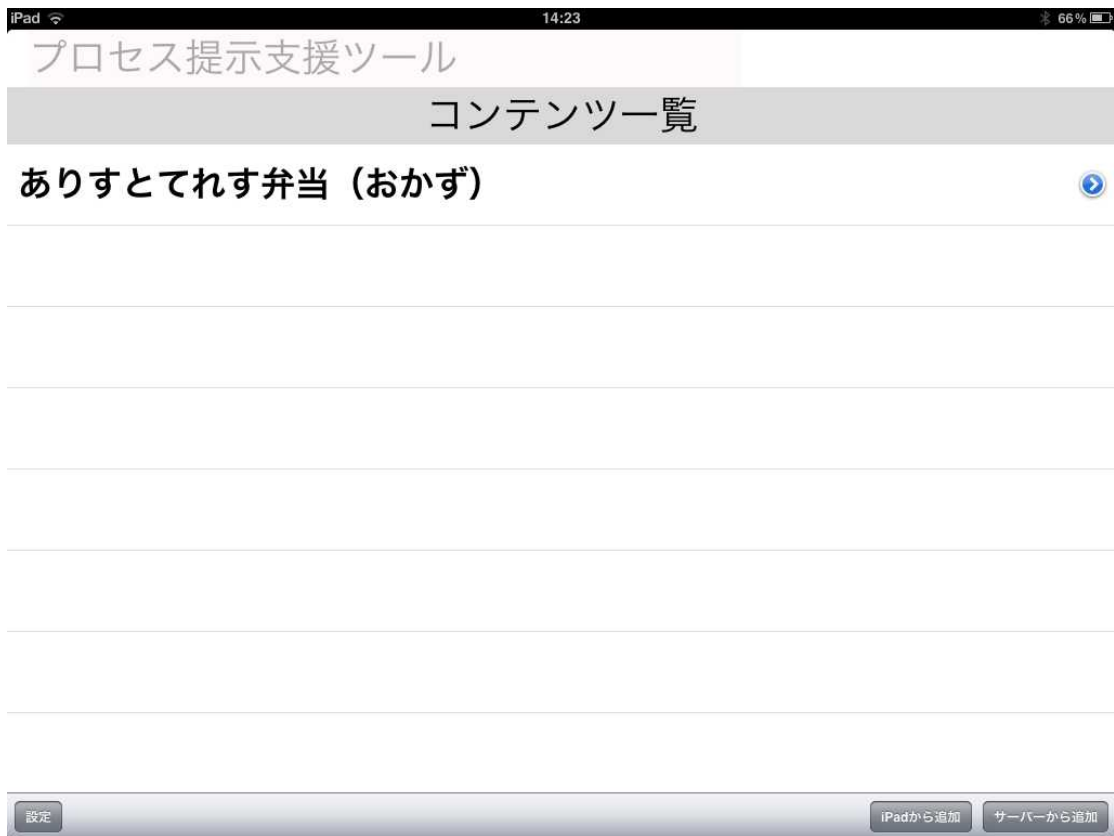 iPad 14:23 66%
プロセス提示支援ツール
コンテンツ一覧
ありすとてれす弁当（おかず）
設定 iPadから追加 サーバーから追加